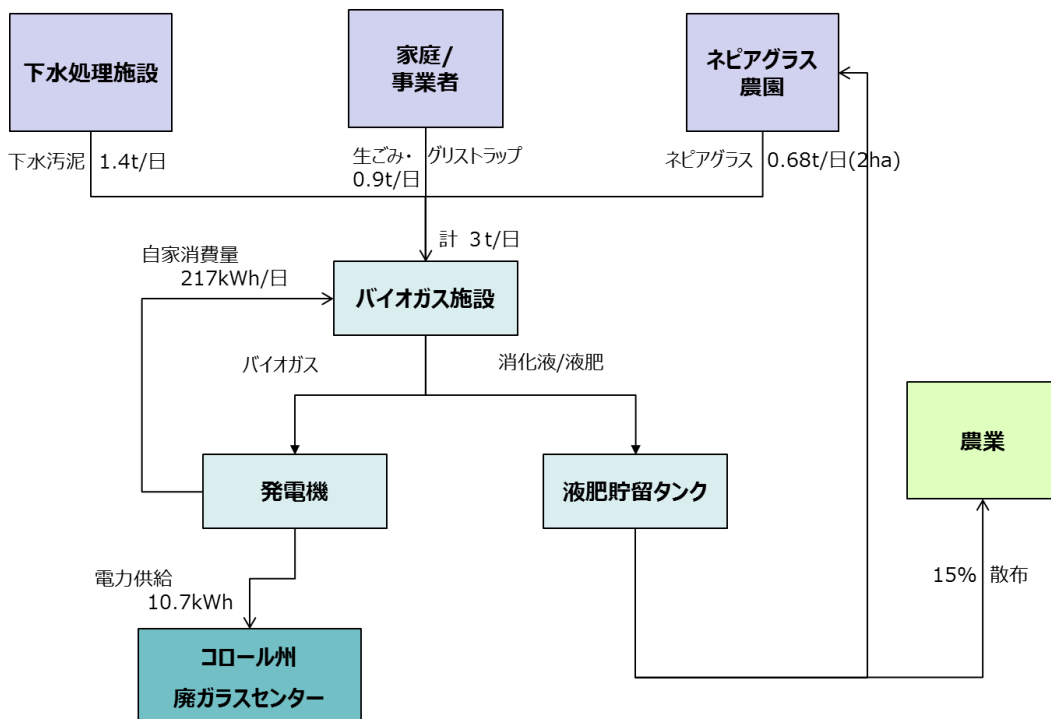 下水処理施設
家庭/
事業者
ネピアグラス
農園
下水汚泥 1.4t/日
生ごみ・ グリストラップ
0.9t/日
ネピアグラス 0.68t/日(2ha)
計 3t/日
自家消費量
217kWh/日
バイオガス施設
バイオガス
消化液/液肥
農業
発電機
液肥貯留タンク
電力供給
10.7kWh
15% 散布
コロール州
廃ガラスセンター